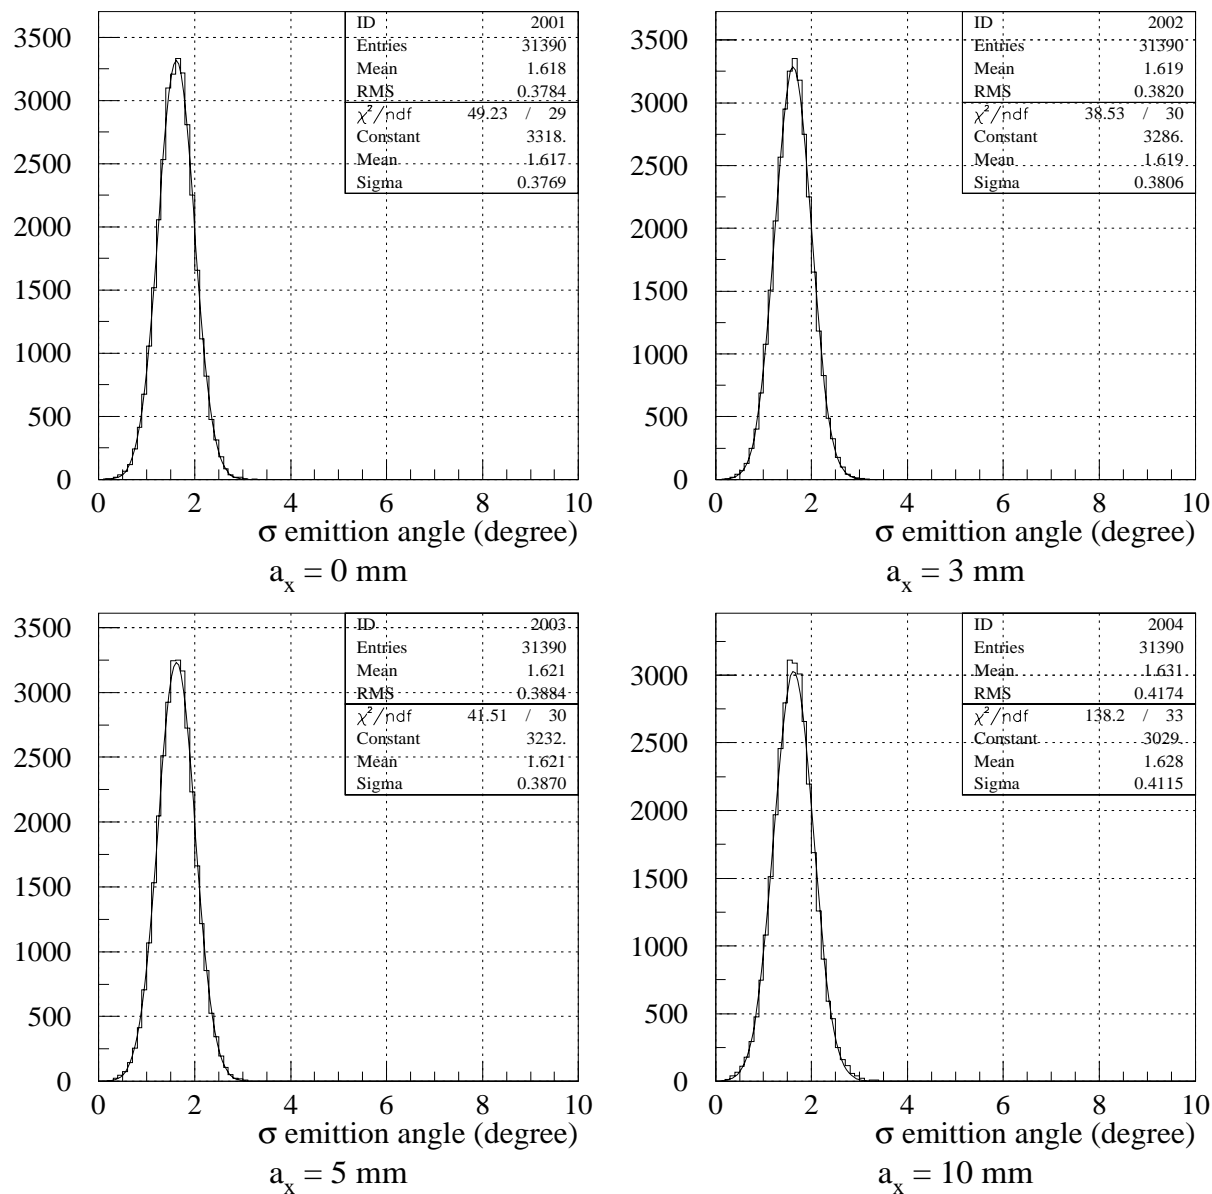 ID 2001
Entries 31390
Mean 1.618
RMS 0.3784
χ²/ndf 49.23 / 29
Constant 3318.
Mean 1.617
Sigma 0.3769
3500
3000
2500
2000
1500
1000
500
0
0 2 4 6 8 10
σ emittion angle (degree)
a_x = 0 mm
ID 2002
Entries 31390
Mean 1.619
RMS 0.3820
χ²/ndf 38.53 / 30
Constant 3286.
Mean 1.619
Sigma 0.3806
3500
3000
2500
2000
1500
1000
500
0
0 2 4 6 8 10
σ emittion angle (degree)
a_x = 3 mm
ID 2003
Entries 31390
Mean 1.621
RMS 0.3884
χ²/ndf 41.51 / 30
Constant 3232.
Mean 1.621
Sigma 0.3870
3500
3000
2500
2000
1500
1000
500
0
0 2 4 6 8 10
σ emittion angle (degree)
a_x = 5 mm
ID 2004
Entries 31390
Mean 1.631
RMS 0.4174
χ²/ndf 138.2 / 33
Constant 3029.
Mean 1.628
Sigma 0.4115
3000
2500
2000
1500
1000
500
0
0 2 4 6 8 10
σ emittion angle (degree)
a_x = 10 mm